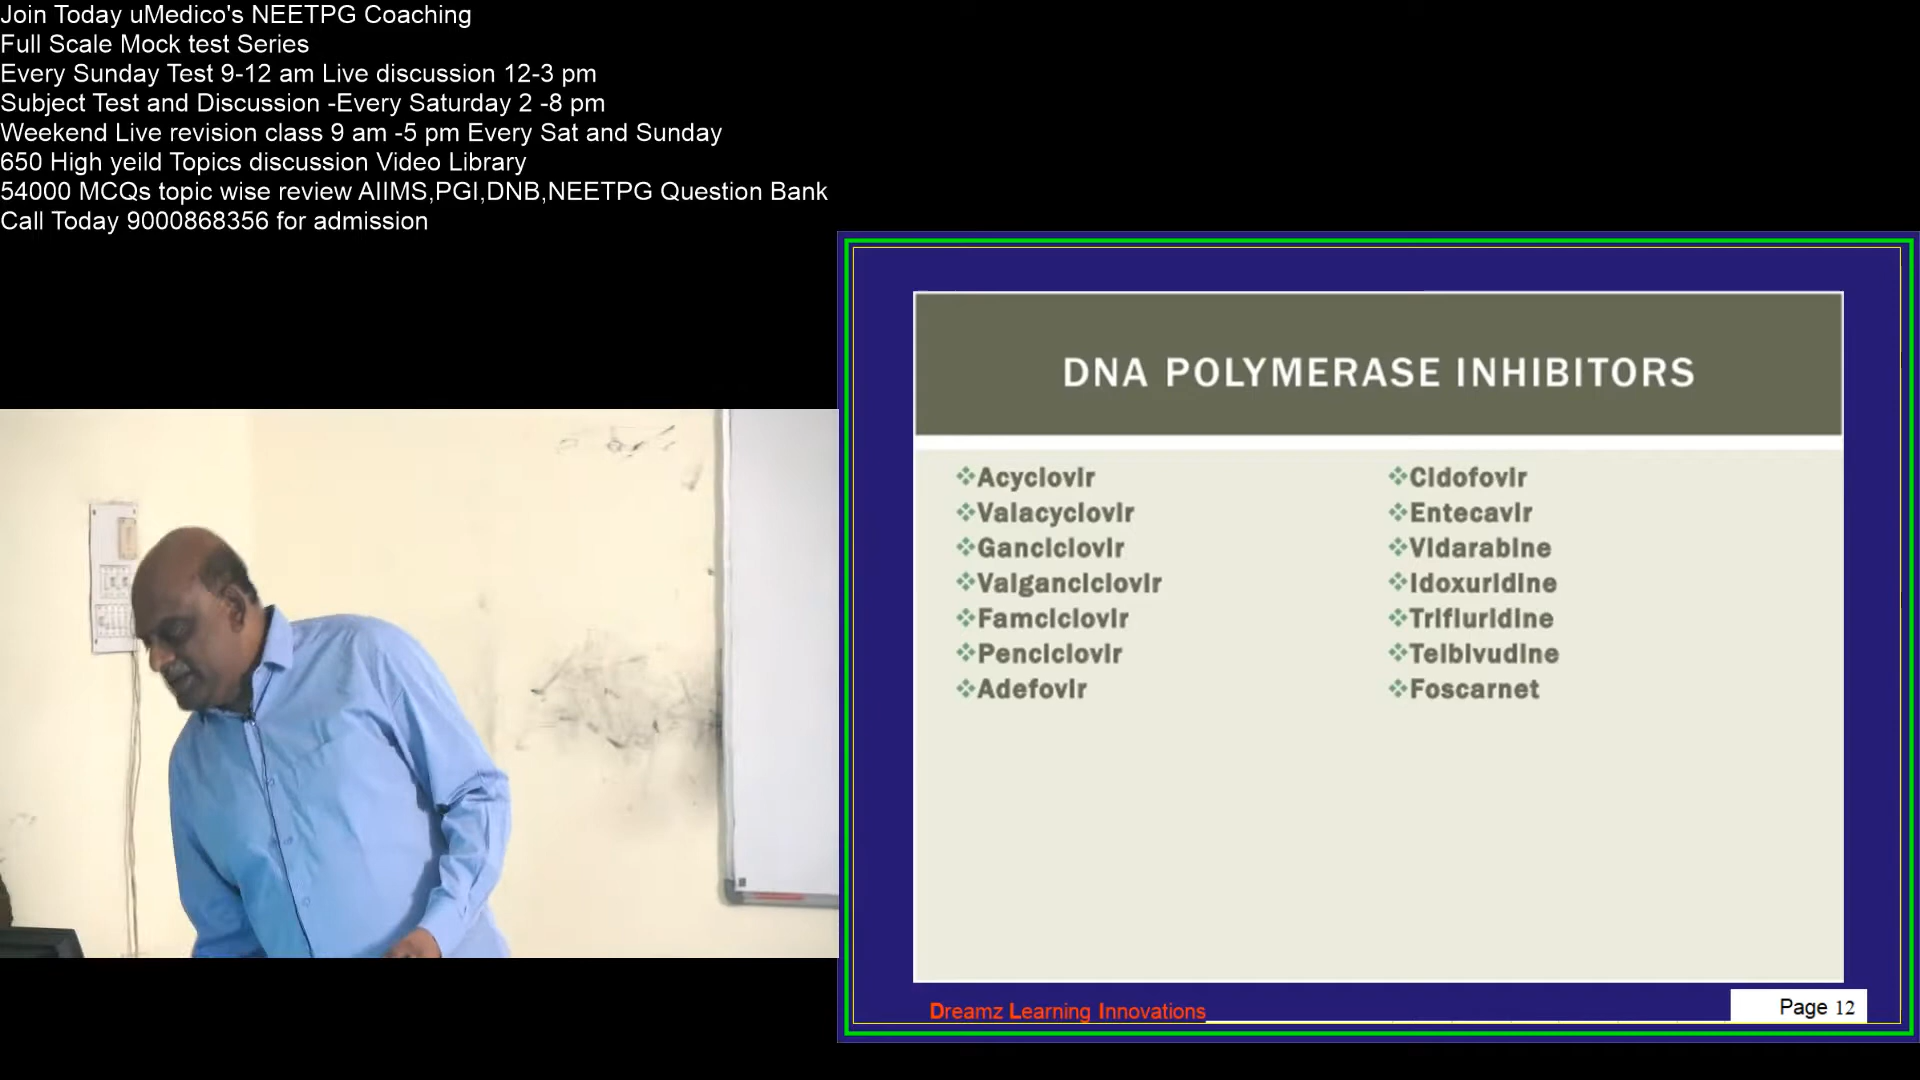 Join Today uMedico's NEETPG Coaching
Full Scale Mock test Series
Every Sunday Test 9-12 am Live discussion 12-3 pm
Subject Test and Discussion -Every Saturday 2 -8 pm
Weekend Live revision class 9 am -5 pm Every Sat and Sunday
650 High yeild Topics discussion Video Library
54000 MCQs topic wise review AIIMS,PGI,DNB,NEETPG Question Bank
Call Today 9000868356 for admission
DNA POLYMERASE INHIBITORS
Acyclovir
Valacyclovir
Ganciclovir
Valganciclovir
Famciclovir
Penciclovir
Adefovir
Cidofovir
Entecavir
Vidarabine
Idoxuridine
Trifluridine
Telbivudine
Foscarnet
Dreamz Learning Innovations
Page 12